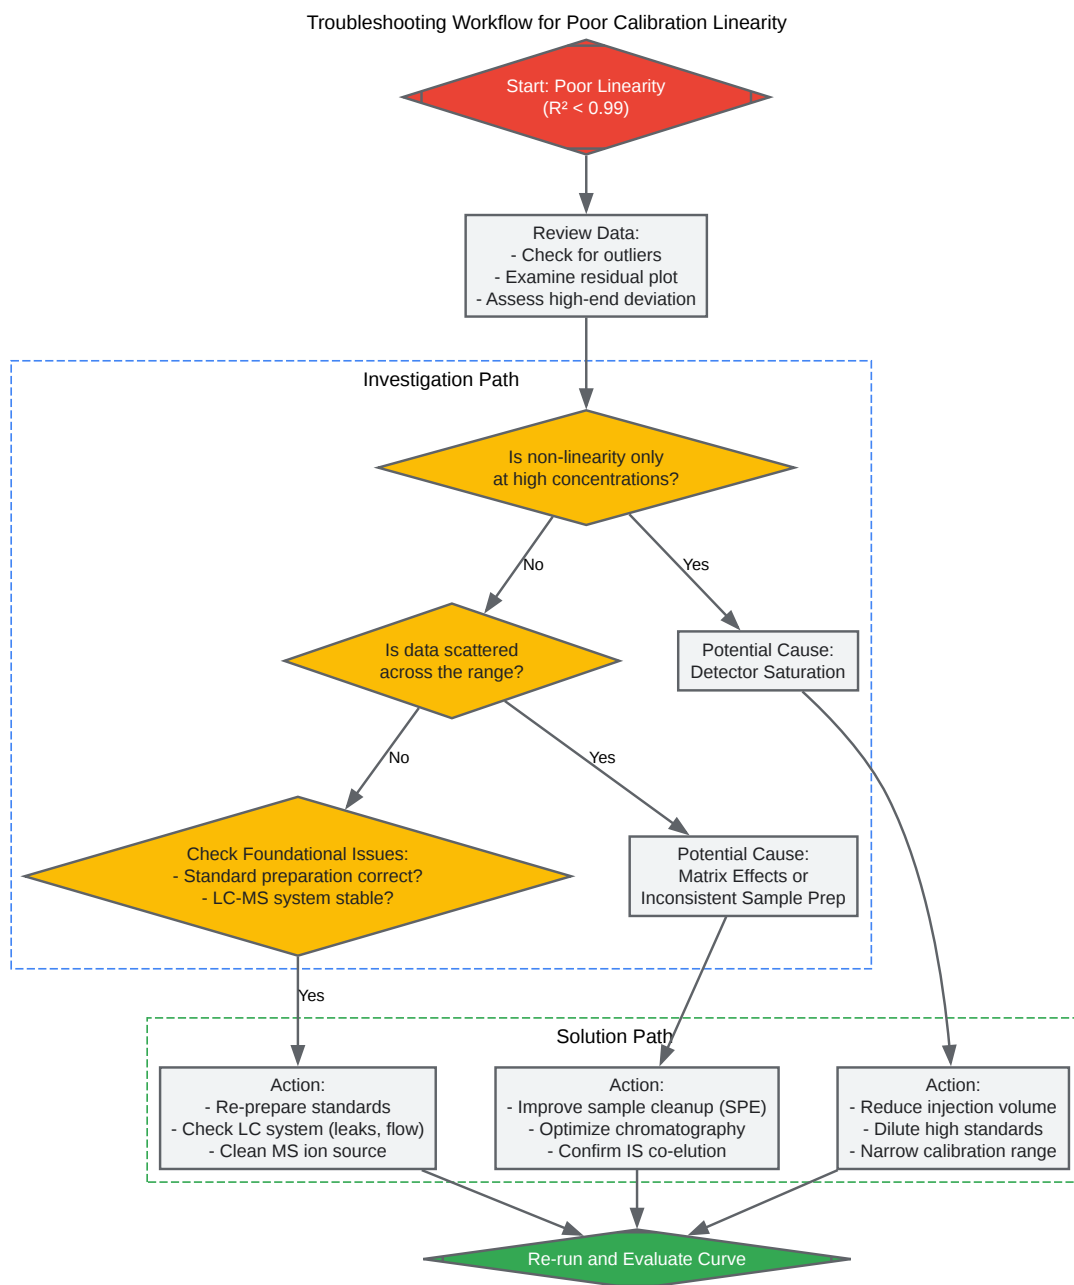 Troubleshooting Workflow for Poor Calibration Linearity
Start: Poor Linearity
(R² < 0.99)
Review Data:
- Check for outliers
- Examine residual plot
- Assess high-end deviation
Investigation Path
Is non-linearity only
at high concentrations?
No
Yes
Is data scattered
across the range?
Potential Cause:
Detector Saturation
No
Yes
Check Foundational Issues:
- Standard preparation correct?
- LC-MS system stable?
Potential Cause:
Matrix Effects or
Inconsistent Sample Prep
Yes
Solution Path
Action:
- Re-prepare standards
- Check LC system (leaks, flow)
- Clean MS ion source
Action:
- Improve sample cleanup (SPE)
- Optimize chromatography
- Confirm IS co-elution
Action:
- Reduce injection volume
- Dilute high standards
- Narrow calibration range
Re-run and Evaluate Curve